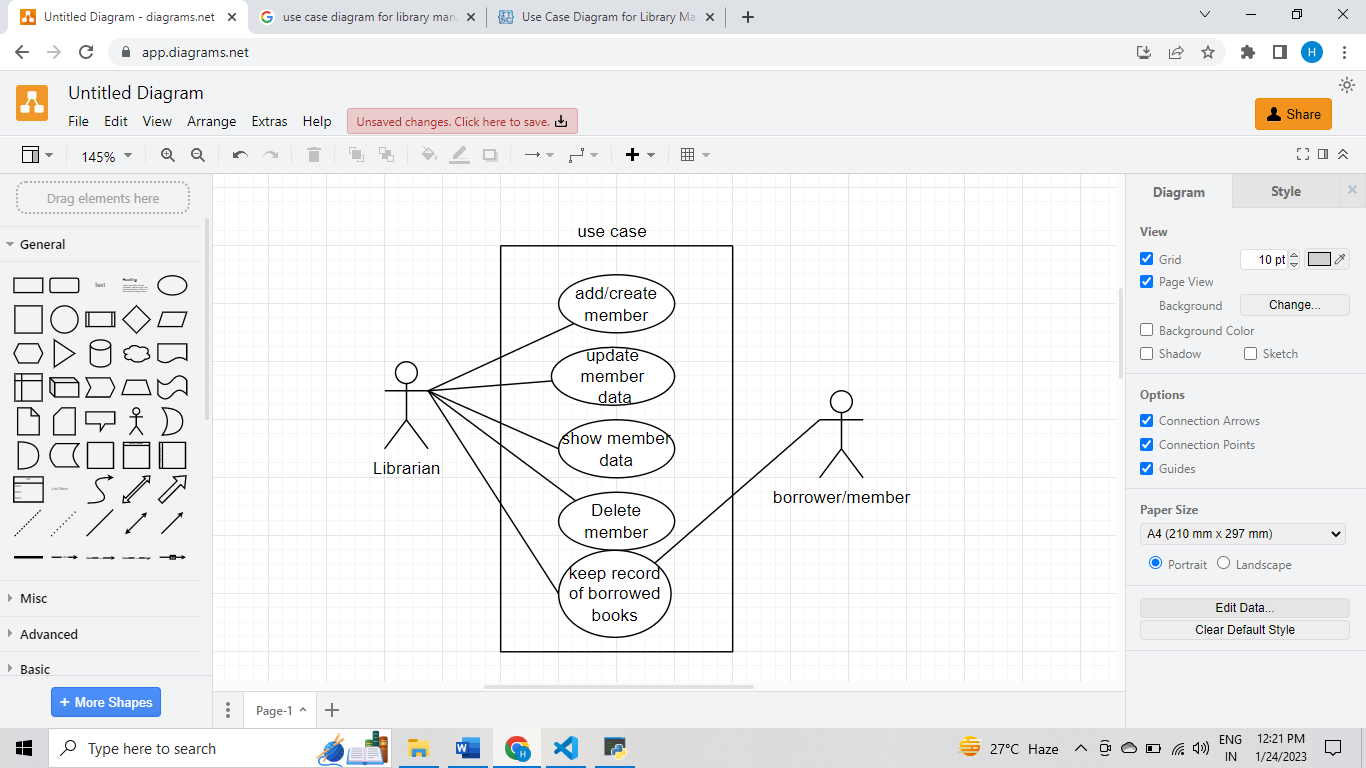 Untitled Diagram - diagrams.net
use case diagram for library man
Use Case Diagram for Library Ma
app.diagrams.net
H
Untitled Diagram
File Edit View Arrange Extras Help
Unsaved changes. Click here to save.
Share
145%
Drag elements here
General
Text
Heading
List Item
Misc
Advanced
Basic
+ More Shapes
use case
add/create
member
update
member
data
show member
data
Delete
member
keep record
of borrowed
books
Librarian
borrower/member
Page-1
Diagram
Style
View
Grid
10 pt
Page View
Background
Change...
Background Color
Shadow
Sketch
Options
Connection Arrows
Connection Points
Guides
Paper Size
A4 (210 mm x 297 mm)
Portrait
Landscape
Edit Data...
Clear Default Style
Type here to search
27°C Haze
ENG
IN
12:21 PM
1/24/2023